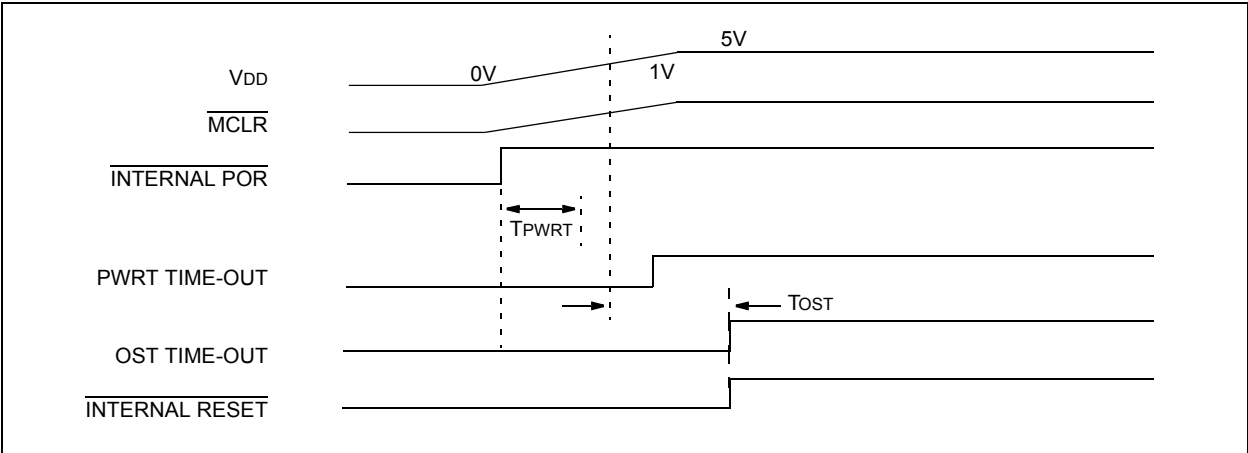 5V
VDD
0V
1V
MCLR
INTERNAL POR
TPWRT
PWRT TIME-OUT
TOST
OST TIME-OUT
INTERNAL RESET